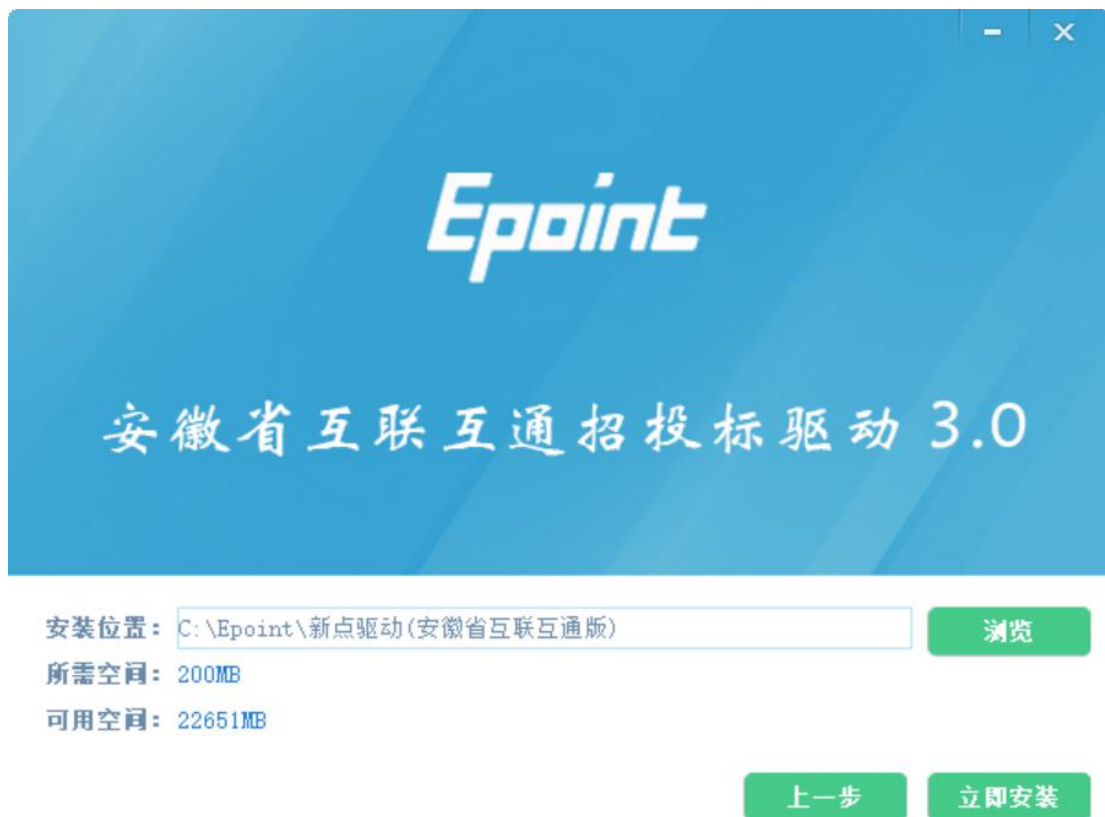 Epoint
安徽省互联互通招投标驱动 3.0
安装位置： C:\Epoint\新点驱动(安徽省互联互通版) 浏览
所需空间： 200MB
可用空间： 22651MB
上一步 立即安装